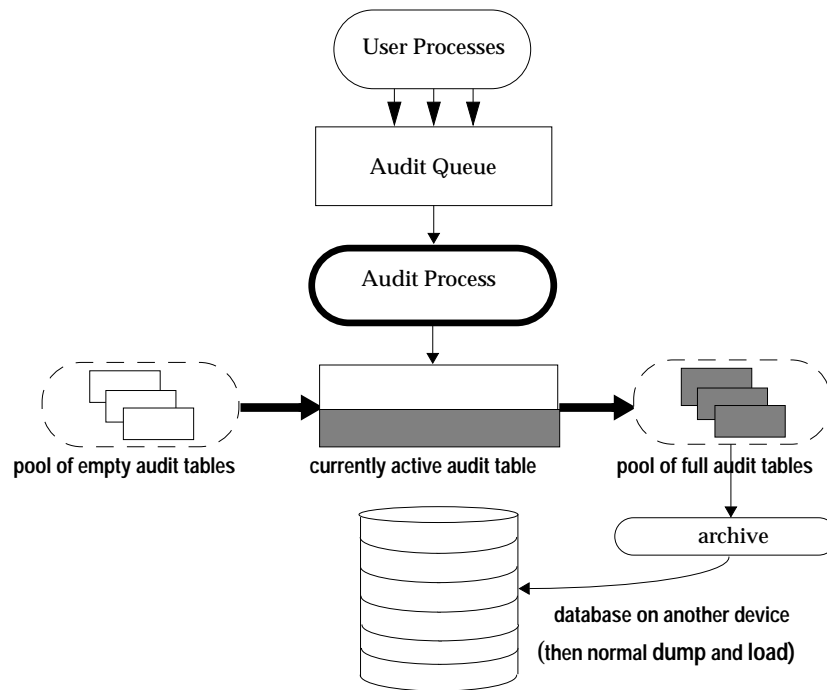 User Processes
Audit Queue
Audit Process
pool of empty audit tables
currently active audit table
pool of full audit tables
archive
database on another device
(then normal dump and load)